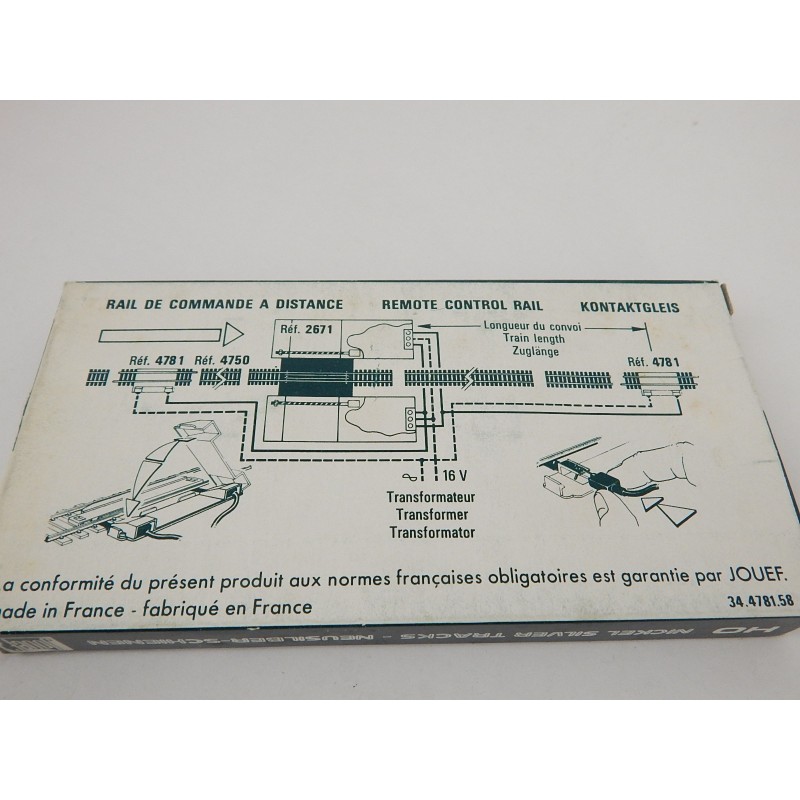 RAIL DE COMMANDE A DISTANCE REMOTE CONTROL RAIL KONTAKTGLEIS
Réf. 2671
Longueur du convoi
Train length
Zuglänge
Réf. 4781 Réf. 4750
Réf. 4781
~ 16 V
Transformateur
Transformer
Transformator
a conformité du présent produit aux normes françaises obligatoires est garantie par JOUEF.
ade in France - fabriqué en France
34.4781.58
HO NICKEL SILVER TRACKS - NEUSILBER-SCHIENEN